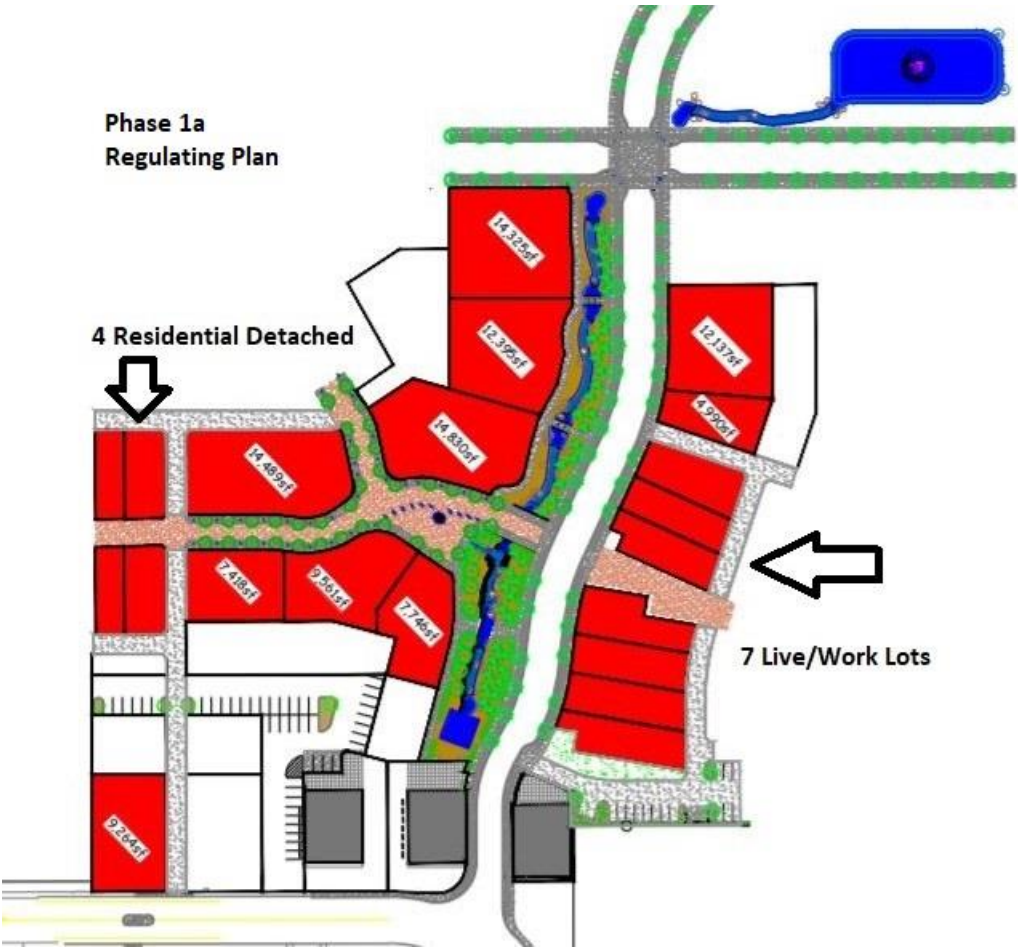 Phase 1a
Regulating Plan
14,325sf
12,395sf
12,137sf
4 Residential Detached
4,990sf
14,830sf
14,489sf
7,418sf
9,561sf
7,746sf
7 Live/Work Lots
9,264sf